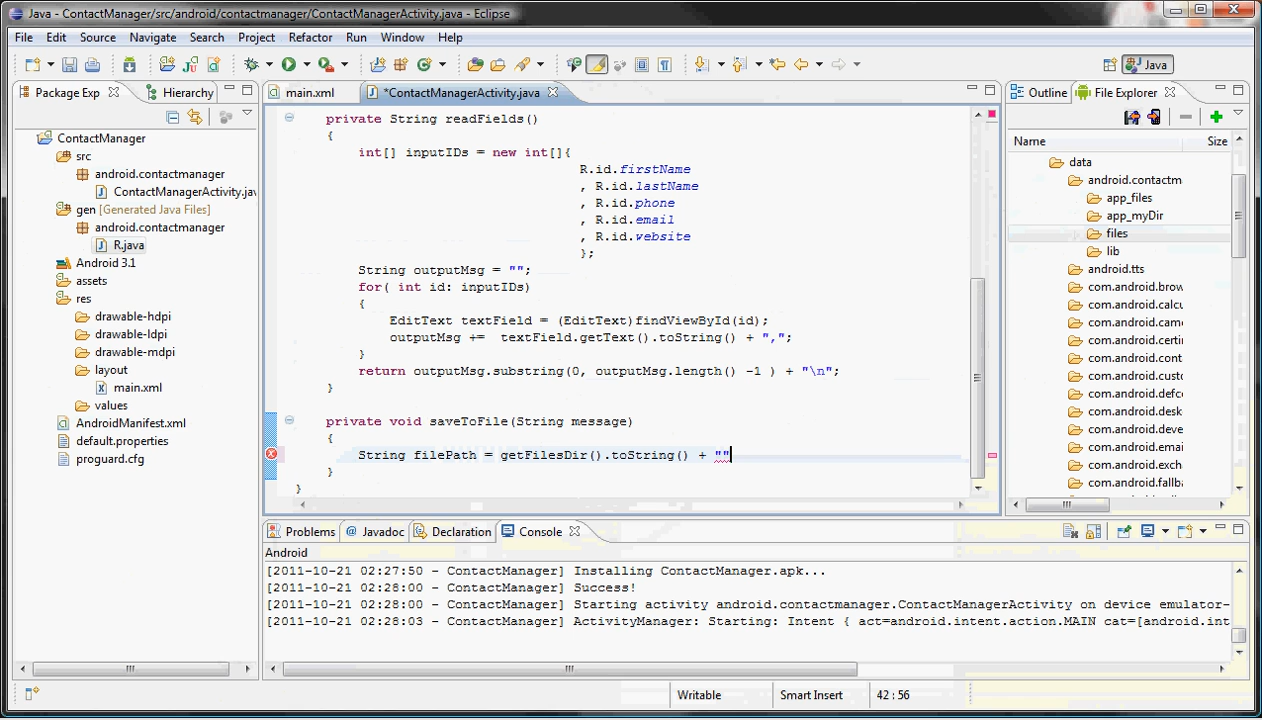 Java - ContactManager/src/android/contactmanager/ContactManagerActivity.java - Eclipse
File Edit Source Navigate Search Project Refactor Run Window Help
Java
Package Exp
Hierarchy
ContactManager
src
android.contactmanager
ContactManagerActivity.jav
gen [Generated Java Files]
android.contactmanager
R.java
Android 3.1
assets
res
drawable-hdpi
drawable-ldpi
drawable-mdpi
layout
main.xml
values
AndroidManifest.xml
default.properties
proguard.cfg
main.xml
*ContactManagerActivity.java
private String readFields()
{
int[] inputIDs = new int[]{
R.id.firstName
, R.id.lastName
, R.id.phone
, R.id.email
, R.id.website
};
String outputMsg = "";
for( int id: inputIDs)
{
EditText textField = (EditText)findViewById(id);
outputMsg += textField.getText().toString() + ",";
}
return outputMsg.substring(0, outputMsg.length() -1 ) + "\n";
}
private void saveToFile(String message)
{
String filePath = getFilesDir().toString() + ""
}
}
Outline
File Explorer
Name Size
data
android.contactm
app_files
app_myDir
files
lib
android.tts
com.android.brow
com.android.calcu
com.android.came
com.android.certin
com.android.cont
com.android.custo
com.android.defco
com.android.desk
com.android.deve
com.android.emai
com.android.exch
com.android.fallba
Problems
@ Javadoc
Declaration
Console
Android
[2011-10-21 02:27:50 - ContactManager] Installing ContactManager.apk...
[2011-10-21 02:28:00 - ContactManager] Success!
[2011-10-21 02:28:00 - ContactManager] Starting activity android.contactmanager.ContactManagerActivity on device emulator-
[2011-10-21 02:28:03 - ContactManager] ActivityManager: Starting: Intent { act=android.intent.action.MAIN cat=[android.int
Writable
Smart Insert
42 : 56